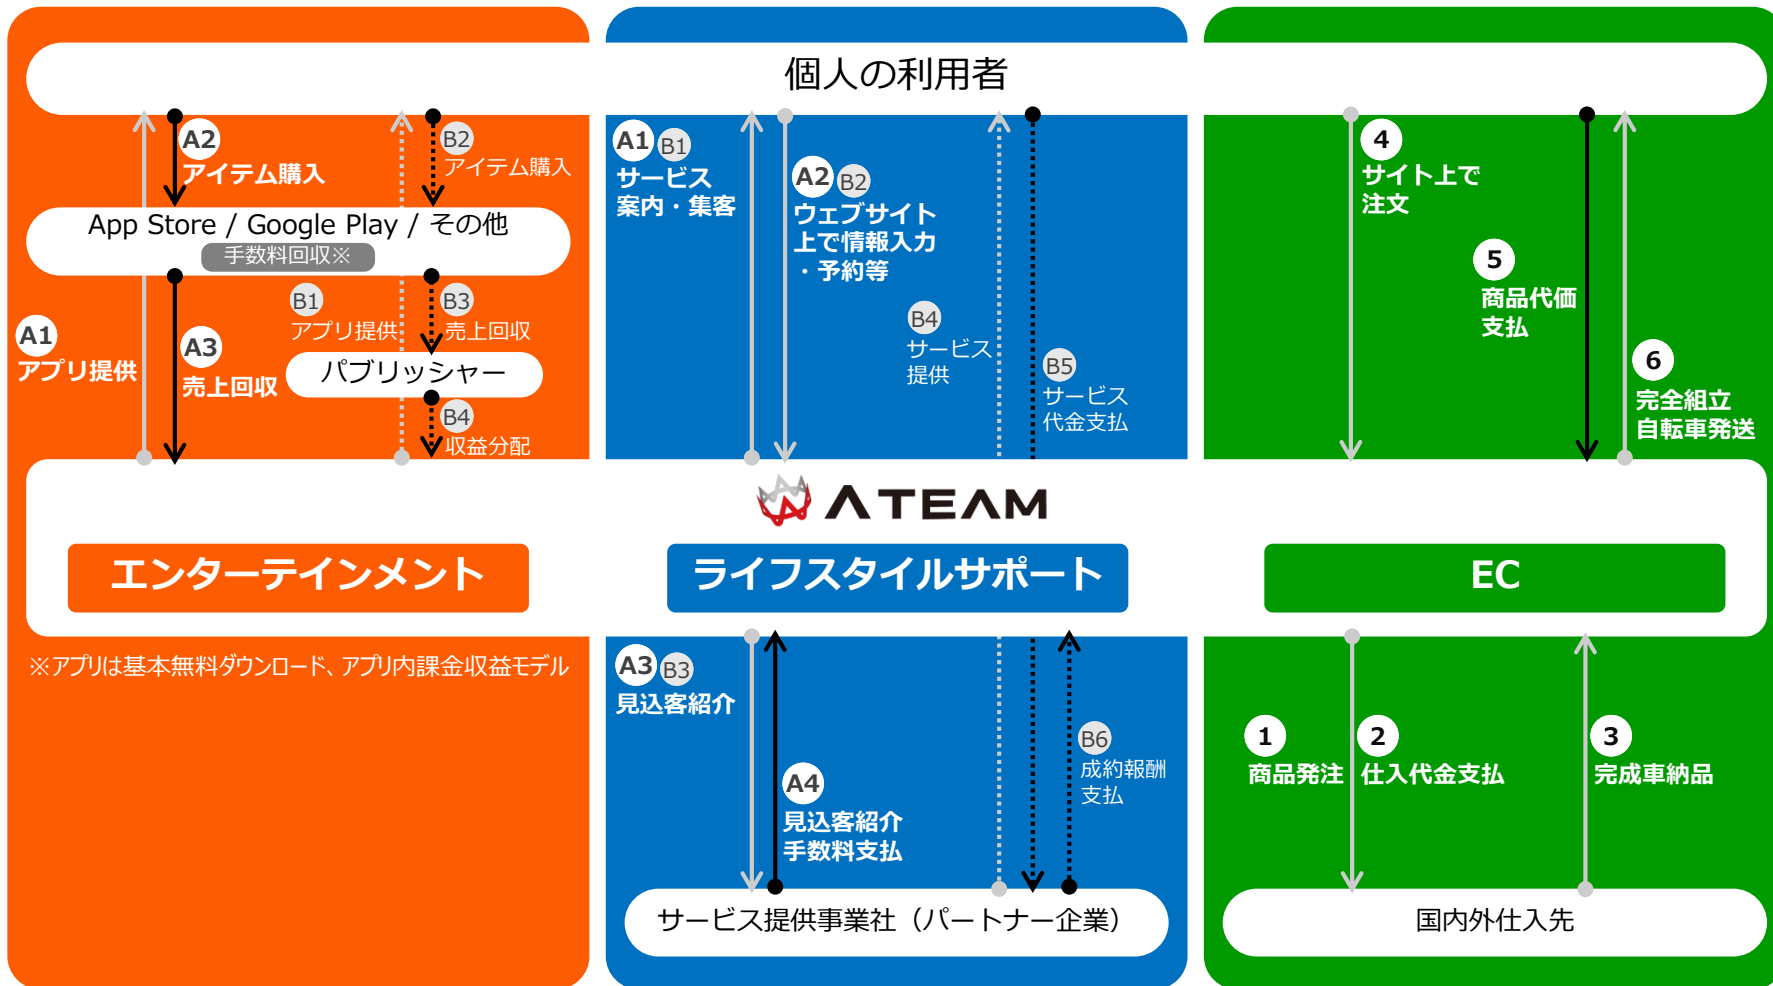 個人の利用者
A2
アイテム購入
B2
アイテム購入
App Store / Google Play / その他
手数料回収※
A1
アプリ提供
A3
売上回収
B1
アプリ提供
B3
売上回収
パブリッシャー
B4
収益分配
A1 B1
サービス
案内・集客
A2 B2
ウェブサイト
上で情報入力
・予約等
B4
サービス
提供
B5
サービス
代金支払
4
サイト上で
注文
5
商品代価
支払
6
完全組立
自転車発送
ATEAM
エンターテインメント
ライフスタイルサポート
EC
※アプリは基本無料ダウンロード、アプリ内課金収益モデル
A3 B3
見込客紹介
A4
見込客紹介
手数料支払
B6
成約報酬
支払
サービス提供事業社（パートナー企業）
1
商品発注
2
仕入代金支払
3
完成車納品
国内外仕入先